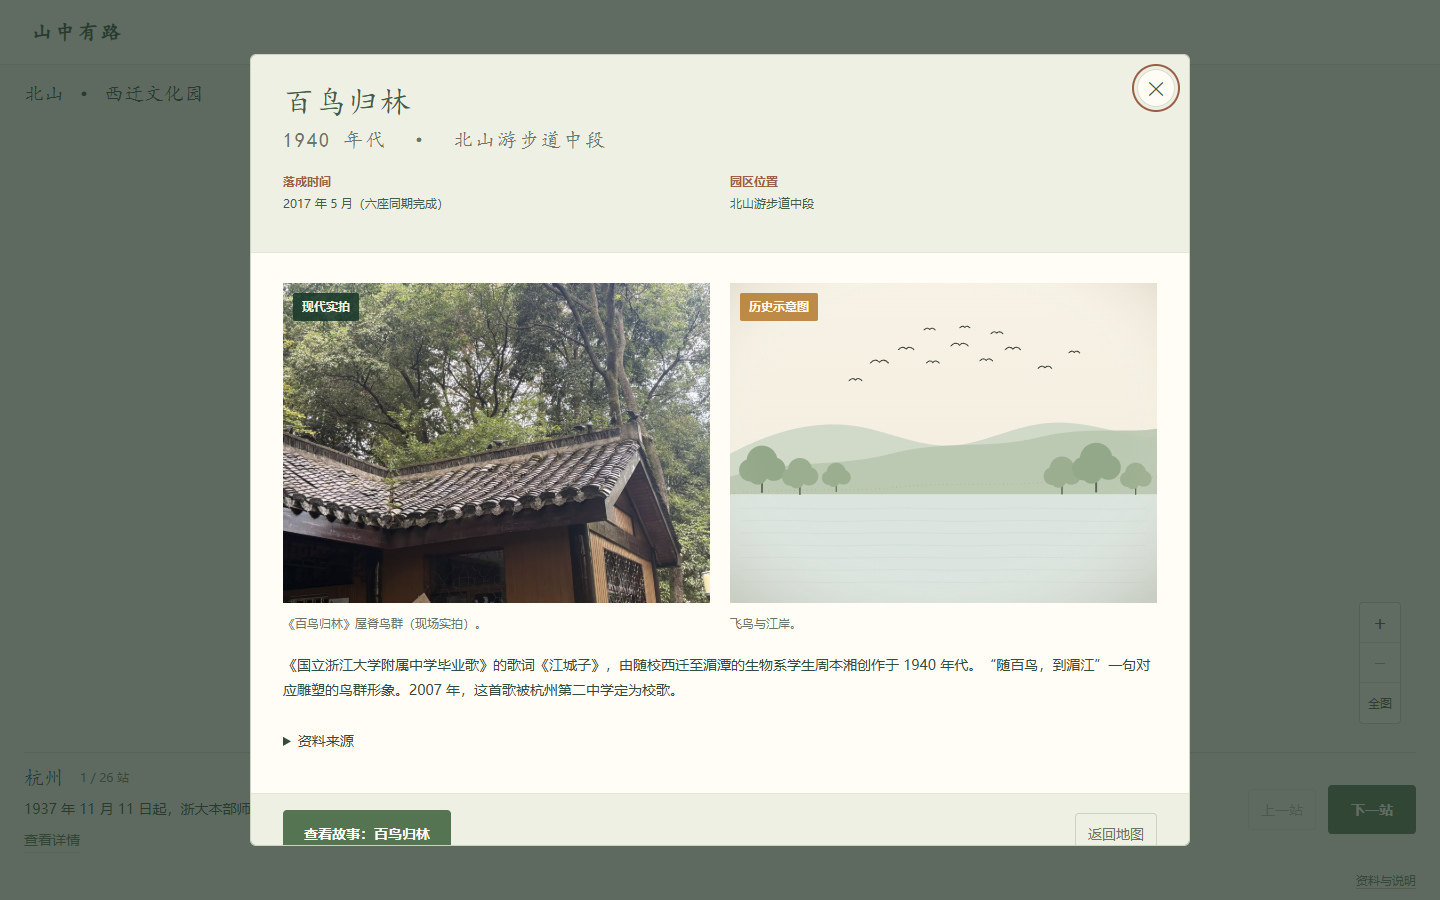 山中有路
北山 • 西迁文化园
百鸟归林
1940 年代 • 北山游步道中段
落成时间
2017 年 5 月（六座同期完成）
园区位置
北山游步道中段
现代实拍
历史示意图
《百鸟归林》屋脊鸟群（现场实拍）。
飞鸟与江岸。
《国立浙江大学附属中学毕业歌》的歌词《江城子》，由随校西迁至湄潭的生物系学生周本湘创作于 1940 年代。“随百鸟，到湄江”一句对
应雕塑的鸟群形象。2007 年，这首歌被杭州第二中学定为校歌。
▶ 资料来源
查看故事：百鸟归林
返回地图
+
—
全图
杭州 1 / 26 站
1937 年 11 月 11 日起，浙大本部师
查看详情
上一站
下一站
资料与说明